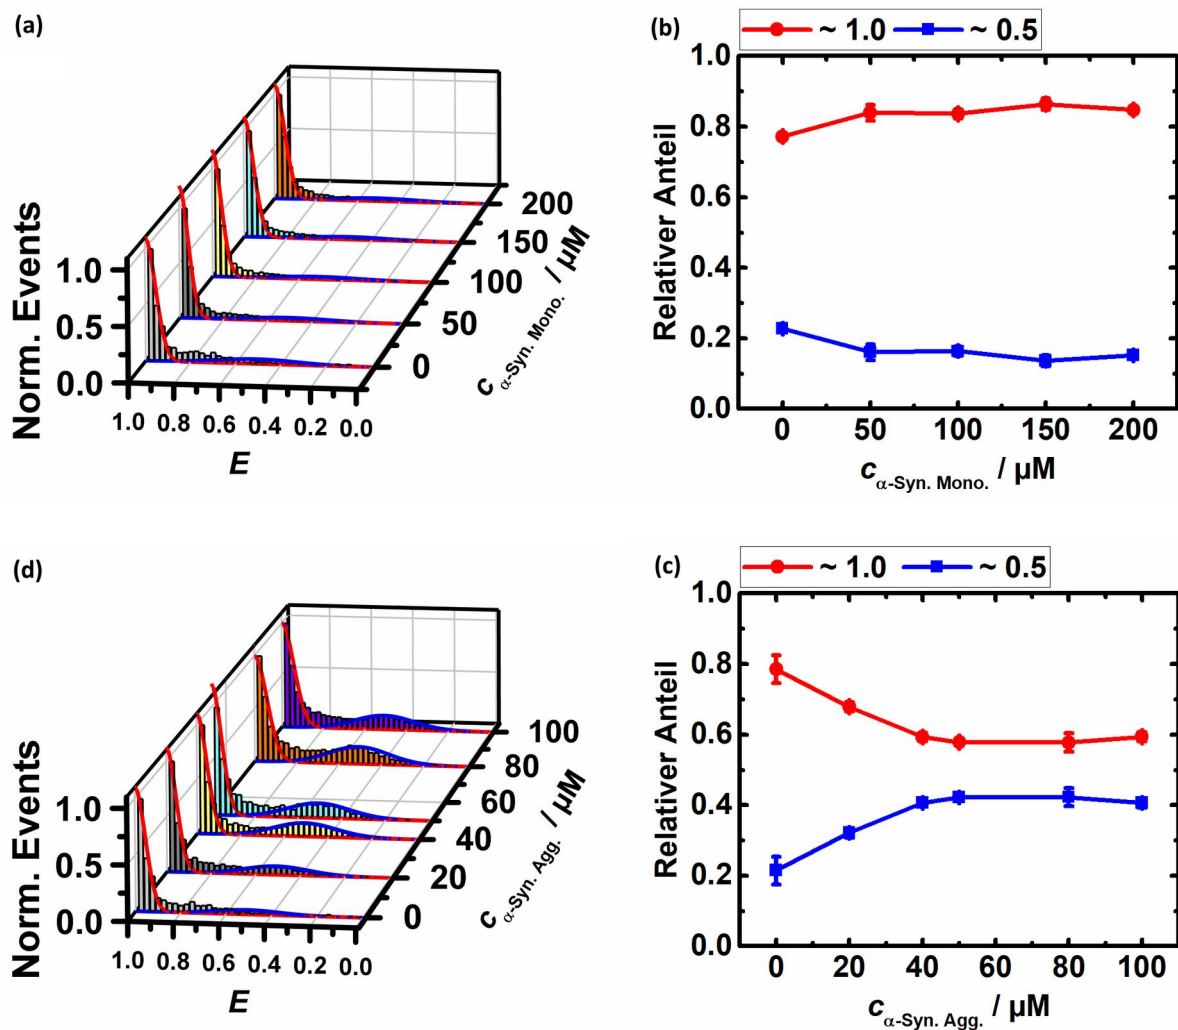 (a)
Norm. Events
1.0
0.5
0.0
1.0 0.8 0.6 0.4 0.2 0.0
E
200
150
100
50
0
c α-Syn. Mono. / µM
(b)
~ 1.0 ~ 0.5
Relativer Anteil
1.0
0.8
0.6
0.4
0.2
0.0
0 50 100 150 200
c α-Syn. Mono. / µM
(d)
Norm. Events
1.0
0.5
0.0
1.0 0.8 0.6 0.4 0.2 0.0
E
100
80
60
40
20
0
c α-Syn. Agg. / µM
(c)
~ 1.0 ~ 0.5
Relativer Anteil
1.0
0.8
0.6
0.4
0.2
0.0
0 20 40 60 80 100
c α-Syn. Agg. / µM